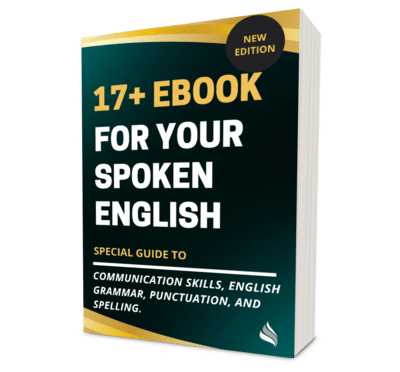 NEW
EDITION
17+ EBOOK
FOR YOUR
SPOKEN
ENGLISH
SPECIAL GUIDE TO
COMMUNICATION SKILLS, ENGLISH
GRAMMAR, PUNCTUATION, AND
SPELLING.